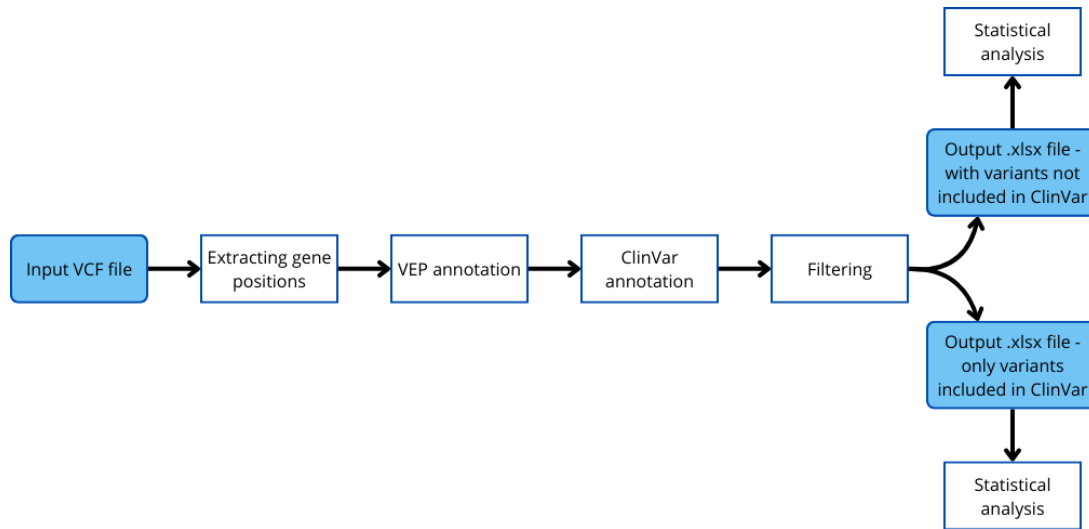 Input VCF file
Extracting gene
positions
VEP annotation
ClinVar
annotation
Filtering
Output .xlsx file -
with variants not
included in ClinVar
Statistical
analysis
Output .xlsx file -
only variants
included in ClinVar
Statistical
analysis